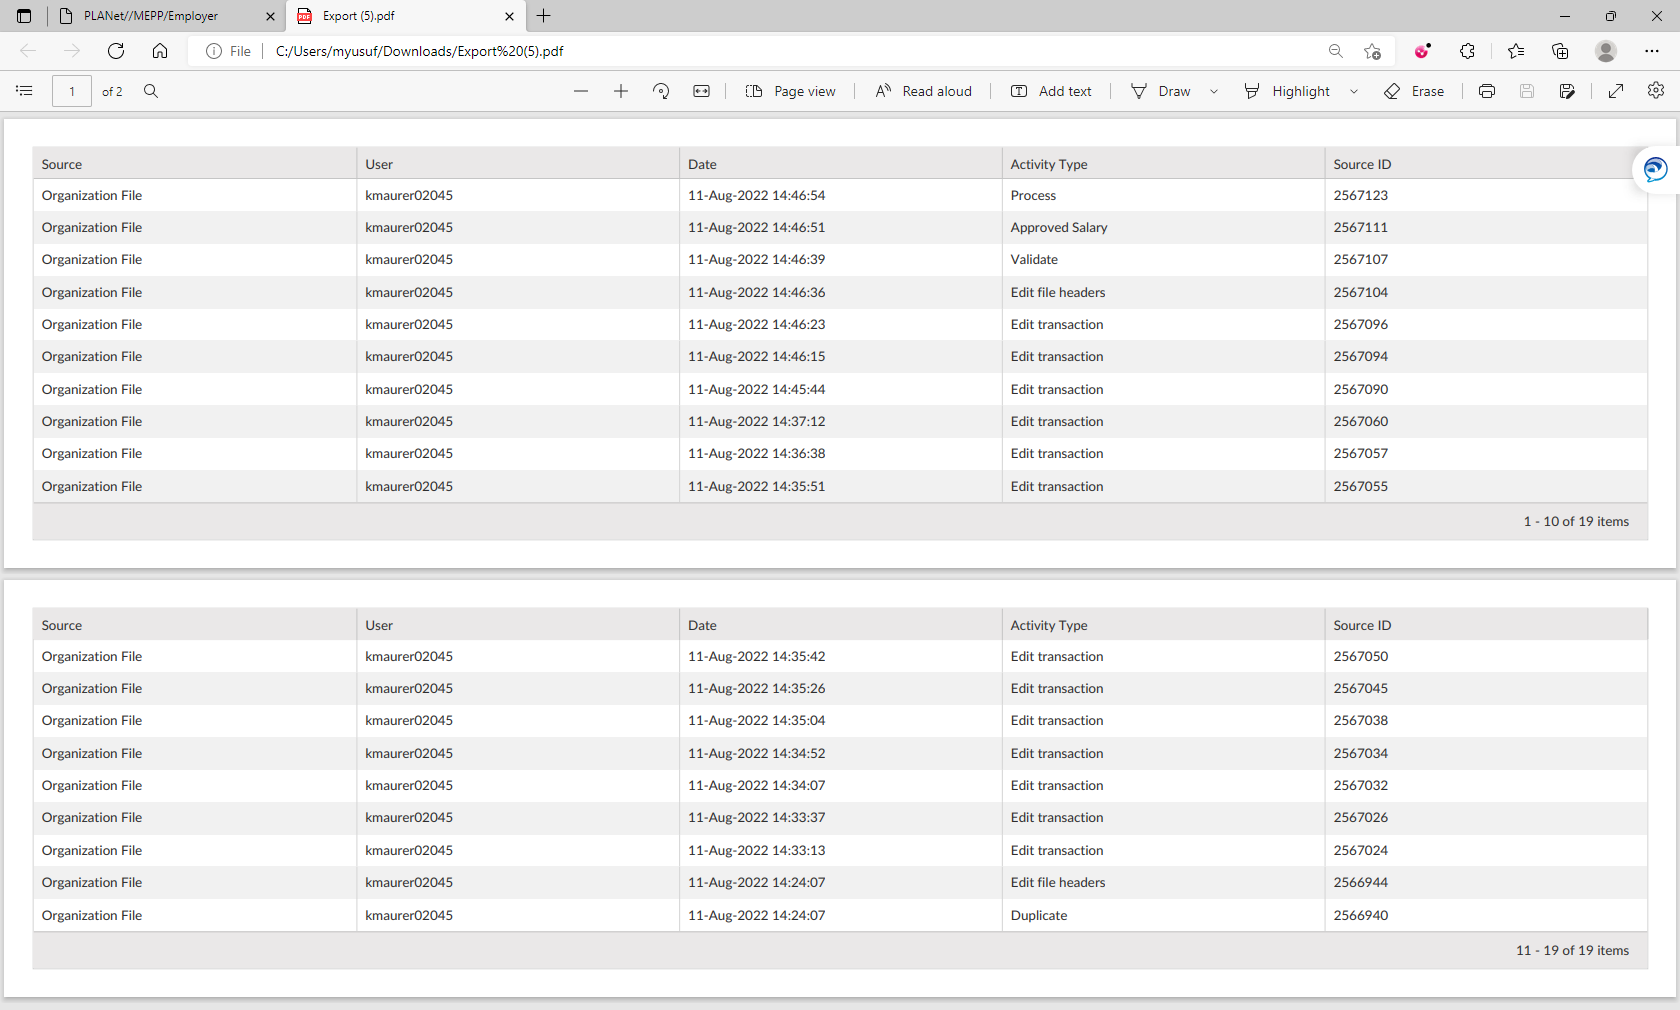 PLANet//MEPP/Employer
Export (5).pdf
File
C:/Users/myusuf/Downloads/Export%20(5).pdf
1 of 2
Page view
Read aloud
Add text
Draw
Highlight
Erase
Source User Date Activity Type Source ID
Organization File kmaurer02045 11-Aug-2022 14:46:54 Process 2567123
Organization File kmaurer02045 11-Aug-2022 14:46:51 Approved Salary 2567111
Organization File kmaurer02045 11-Aug-2022 14:46:39 Validate 2567107
Organization File kmaurer02045 11-Aug-2022 14:46:36 Edit file headers 2567104
Organization File kmaurer02045 11-Aug-2022 14:46:23 Edit transaction 2567096
Organization File kmaurer02045 11-Aug-2022 14:46:15 Edit transaction 2567094
Organization File kmaurer02045 11-Aug-2022 14:45:44 Edit transaction 2567090
Organization File kmaurer02045 11-Aug-2022 14:37:12 Edit transaction 2567060
Organization File kmaurer02045 11-Aug-2022 14:36:38 Edit transaction 2567057
Organization File kmaurer02045 11-Aug-2022 14:35:51 Edit transaction 2567055
1 - 10 of 19 items
Source User Date Activity Type Source ID
Organization File kmaurer02045 11-Aug-2022 14:35:42 Edit transaction 2567050
Organization File kmaurer02045 11-Aug-2022 14:35:26 Edit transaction 2567045
Organization File kmaurer02045 11-Aug-2022 14:35:04 Edit transaction 2567038
Organization File kmaurer02045 11-Aug-2022 14:34:52 Edit transaction 2567034
Organization File kmaurer02045 11-Aug-2022 14:34:07 Edit transaction 2567032
Organization File kmaurer02045 11-Aug-2022 14:33:37 Edit transaction 2567026
Organization File kmaurer02045 11-Aug-2022 14:33:13 Edit transaction 2567024
Organization File kmaurer02045 11-Aug-2022 14:24:07 Edit file headers 2566944
Organization File kmaurer02045 11-Aug-2022 14:24:07 Duplicate 2566940
11 - 19 of 19 items